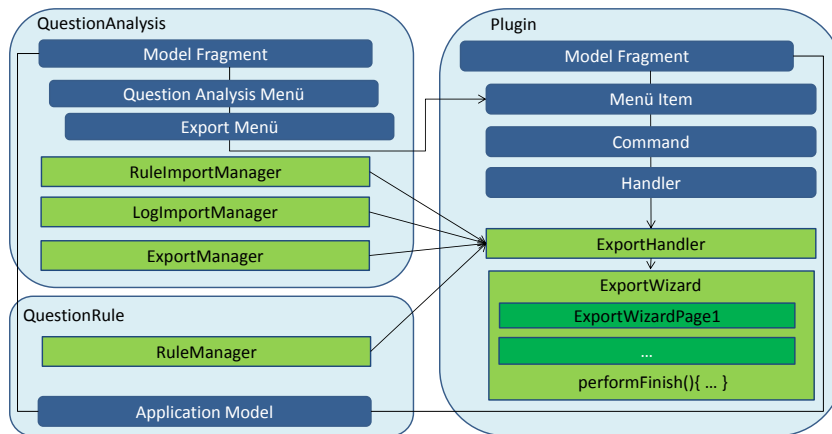 QuestionAnalysis
Model Fragment
Question Analysis Menü
Export Menü
RuleImportManager
LogImportManager
ExportManager
QuestionRule
RuleManager
Application Model
Plugin
Model Fragment
Menü Item
Command
Handler
ExportHandler
ExportWizard
ExportWizardPage1
...
performFinish(){ ... }